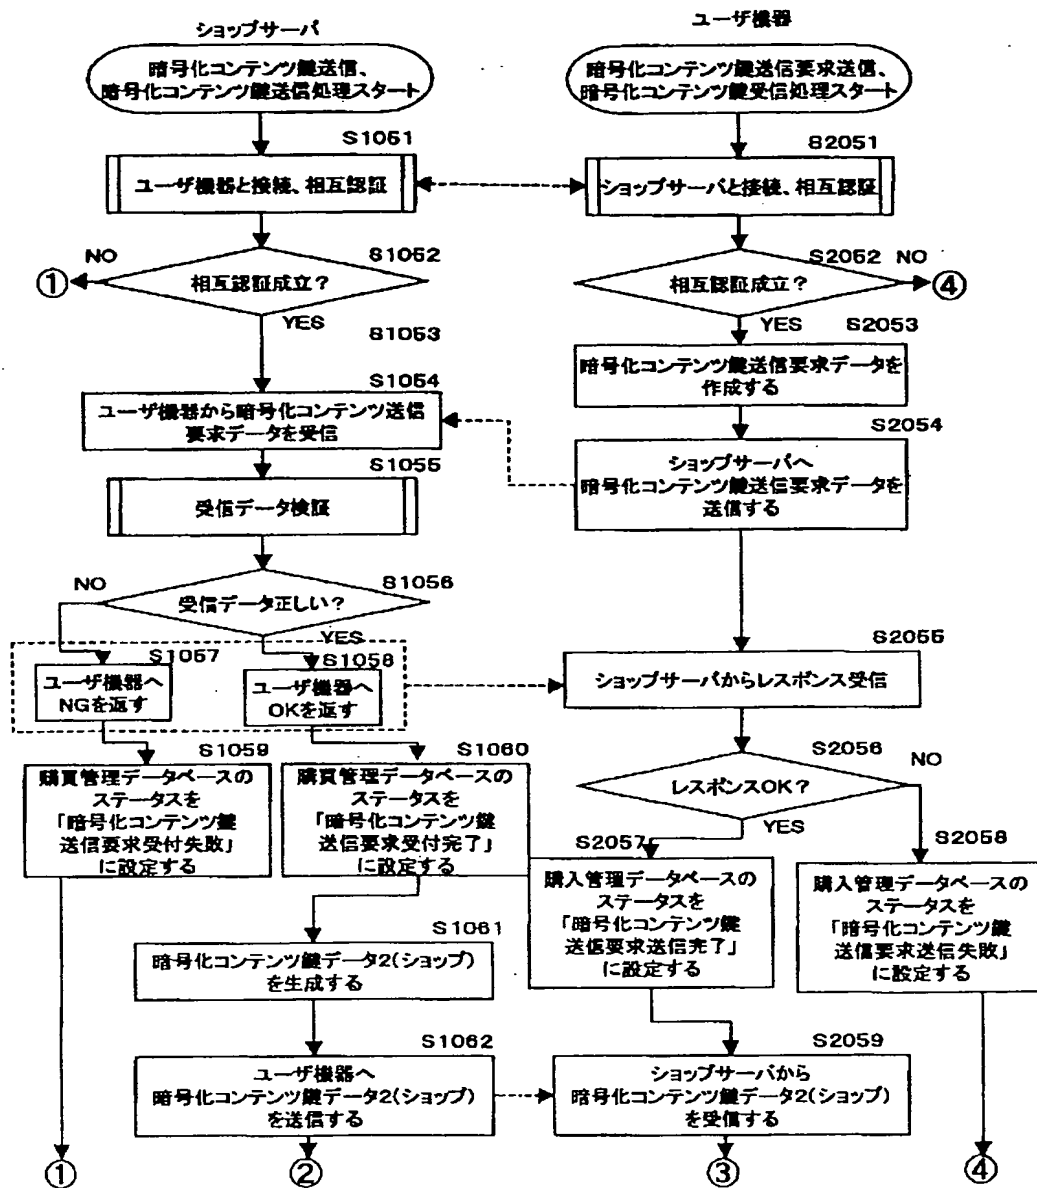 ショップサーバ
暗号化コンテンツ鍵送信、
暗号化コンテンツ鍵送信処理スタート
S1051
ユーザ機器と接続、相互認証
S1052
NO
①
相互認証成立?
YES
S1053
S1054
ユーザ機器から暗号化コンテンツ送信
要求データを受信
S1055
受信データ検証
S1056
NO
受信データ正しい?
YES
S1057
ユーザ機器へ
NGを返す
S1058
ユーザ機器へ
OKを返す
S1059
購買管理データベースの
ステータスを
「暗号化コンテンツ鍵
送信要求受付失敗」
に設定する
S1060
購買管理データベースの
ステータスを
「暗号化コンテンツ鍵
送信要求受付完了」
に設定する
S1061
暗号化コンテンツ鍵データ2(ショップ)
を生成する
S1062
ユーザ機器へ
暗号化コンテンツ鍵データ2(ショップ)
を送信する
①
②
ユーザ機器
暗号化コンテンツ鍵送信要求送信、
暗号化コンテンツ鍵受信処理スタート
S2051
ショップサーバと接続、相互認証
S2052
NO
④
相互認証成立?
YES
S2053
暗号化コンテンツ鍵送信要求データを
作成する
S2054
ショップサーバへ
暗号化コンテンツ鍵送信要求データを
送信する
S2055
ショップサーバからレスポンス受信
S2056
NO
レスポンスOK?
YES
S2057
購入管理データベースの
ステータスを
「暗号化コンテンツ鍵
送信要求送信完了」
に設定する
S2058
購入管理データベースの
ステータスを
「暗号化コンテンツ鍵
送信要求送信失敗」
に設定する
S2059
ショップサーバから
暗号化コンテンツ鍵データ2(ショップ)
を受信する
③
④